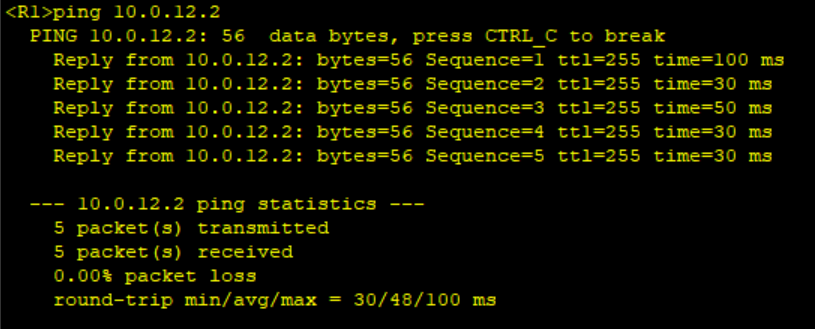 <R1>ping 10.0.12.2
PING 10.0.12.2: 56  data bytes, press CTRL_C to break
Reply from 10.0.12.2: bytes=56 Sequence=1 ttl=255 time=100 ms
Reply from 10.0.12.2: bytes=56 Sequence=2 ttl=255 time=30 ms
Reply from 10.0.12.2: bytes=56 Sequence=3 ttl=255 time=50 ms
Reply from 10.0.12.2: bytes=56 Sequence=4 ttl=255 time=30 ms
Reply from 10.0.12.2: bytes=56 Sequence=5 ttl=255 time=30 ms
--- 10.0.12.2 ping statistics ---
5 packet(s) transmitted
5 packet(s) received
0.00% packet loss
round-trip min/avg/max = 30/48/100 ms